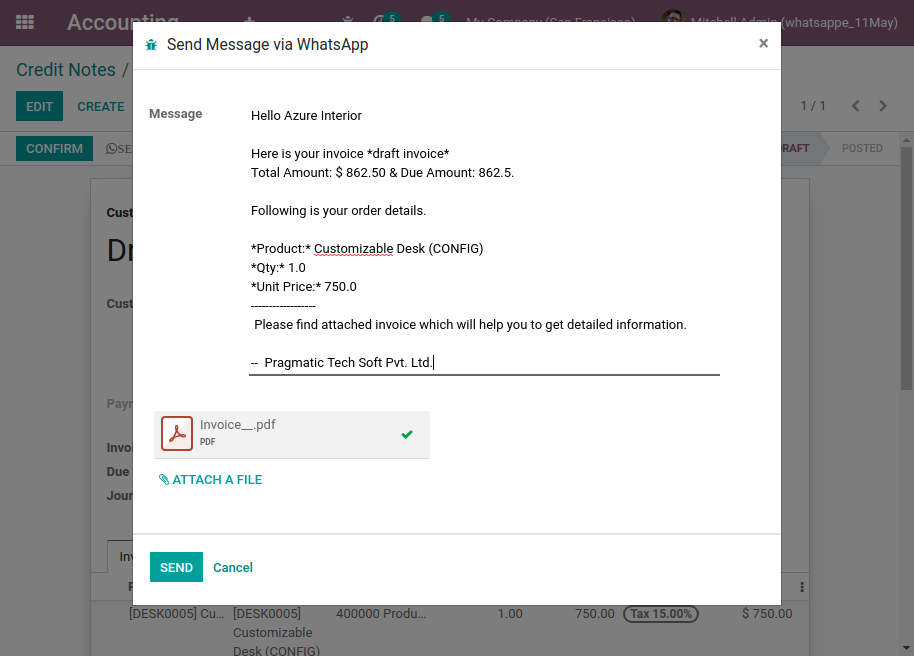 Accounting
5
5
My Company (San Francisco)
Mitchell Admin (whatsappe_11May)
Send Message via WhatsApp
×
Credit Notes /
EDIT
CREATE
1 / 1
CONFIRM
SE
RAFT
POSTED
Message
Hello Azure Interior
Here is your invoice *draft invoice*
Total Amount: $ 862.50 & Due Amount: 862.5.
Following is your order details.
*Product:* Customizable Desk (CONFIG)
*Qty:* 1.0
*Unit Price:* 750.0
------------------
Please find attached invoice which will help you to get detailed information.
-- Pragmatic Tech Soft Pvt. Ltd.
Cust
Dr
Cust
Payr
Invoi
Due
Jour
Invoice__.pdf
PDF
ATTACH A FILE
SEND
Cancel
Inv
[DESK0005] Cu... [DESK0005] 400000 Produ... 1.00 750.00 Tax 15.00% $ 750.00
Customizable
Desk (CONFIG)